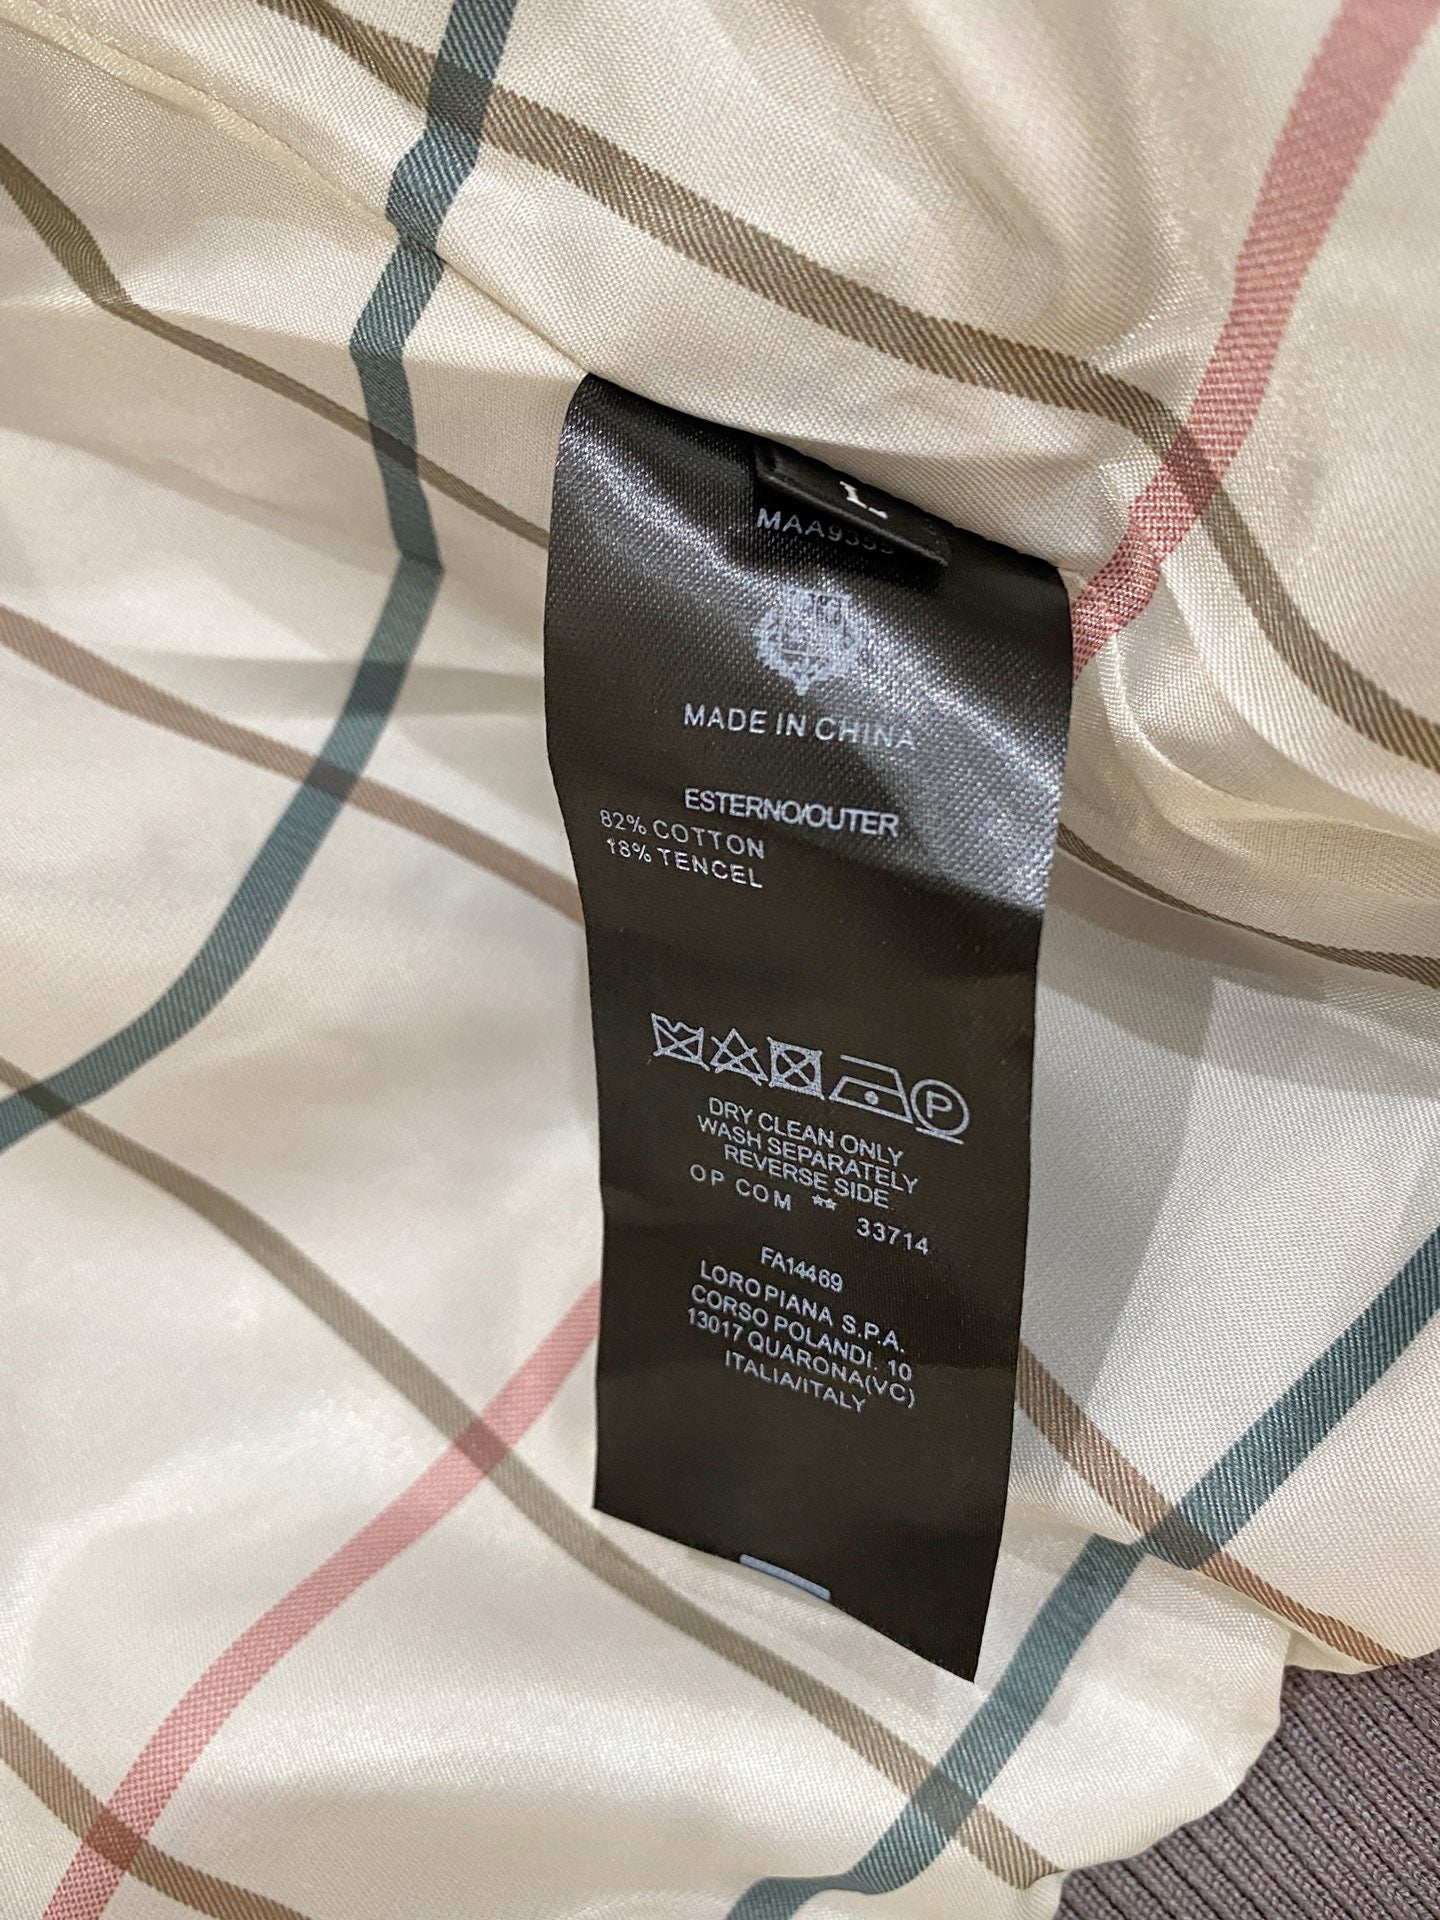 L
MAA935
MADE IN CHINA
ESTERNO/OUTER
82% COTTON
18% TENCEL
P
DRY CLEAN ONLY
WASH SEPARATELY
REVERSE SIDE
OP COM ** 33714
FA14469
LORO PIANA S.P.A.
CORSO POLANDI. 10
13017 QUARONA(VC)
ITALIA/ITALY